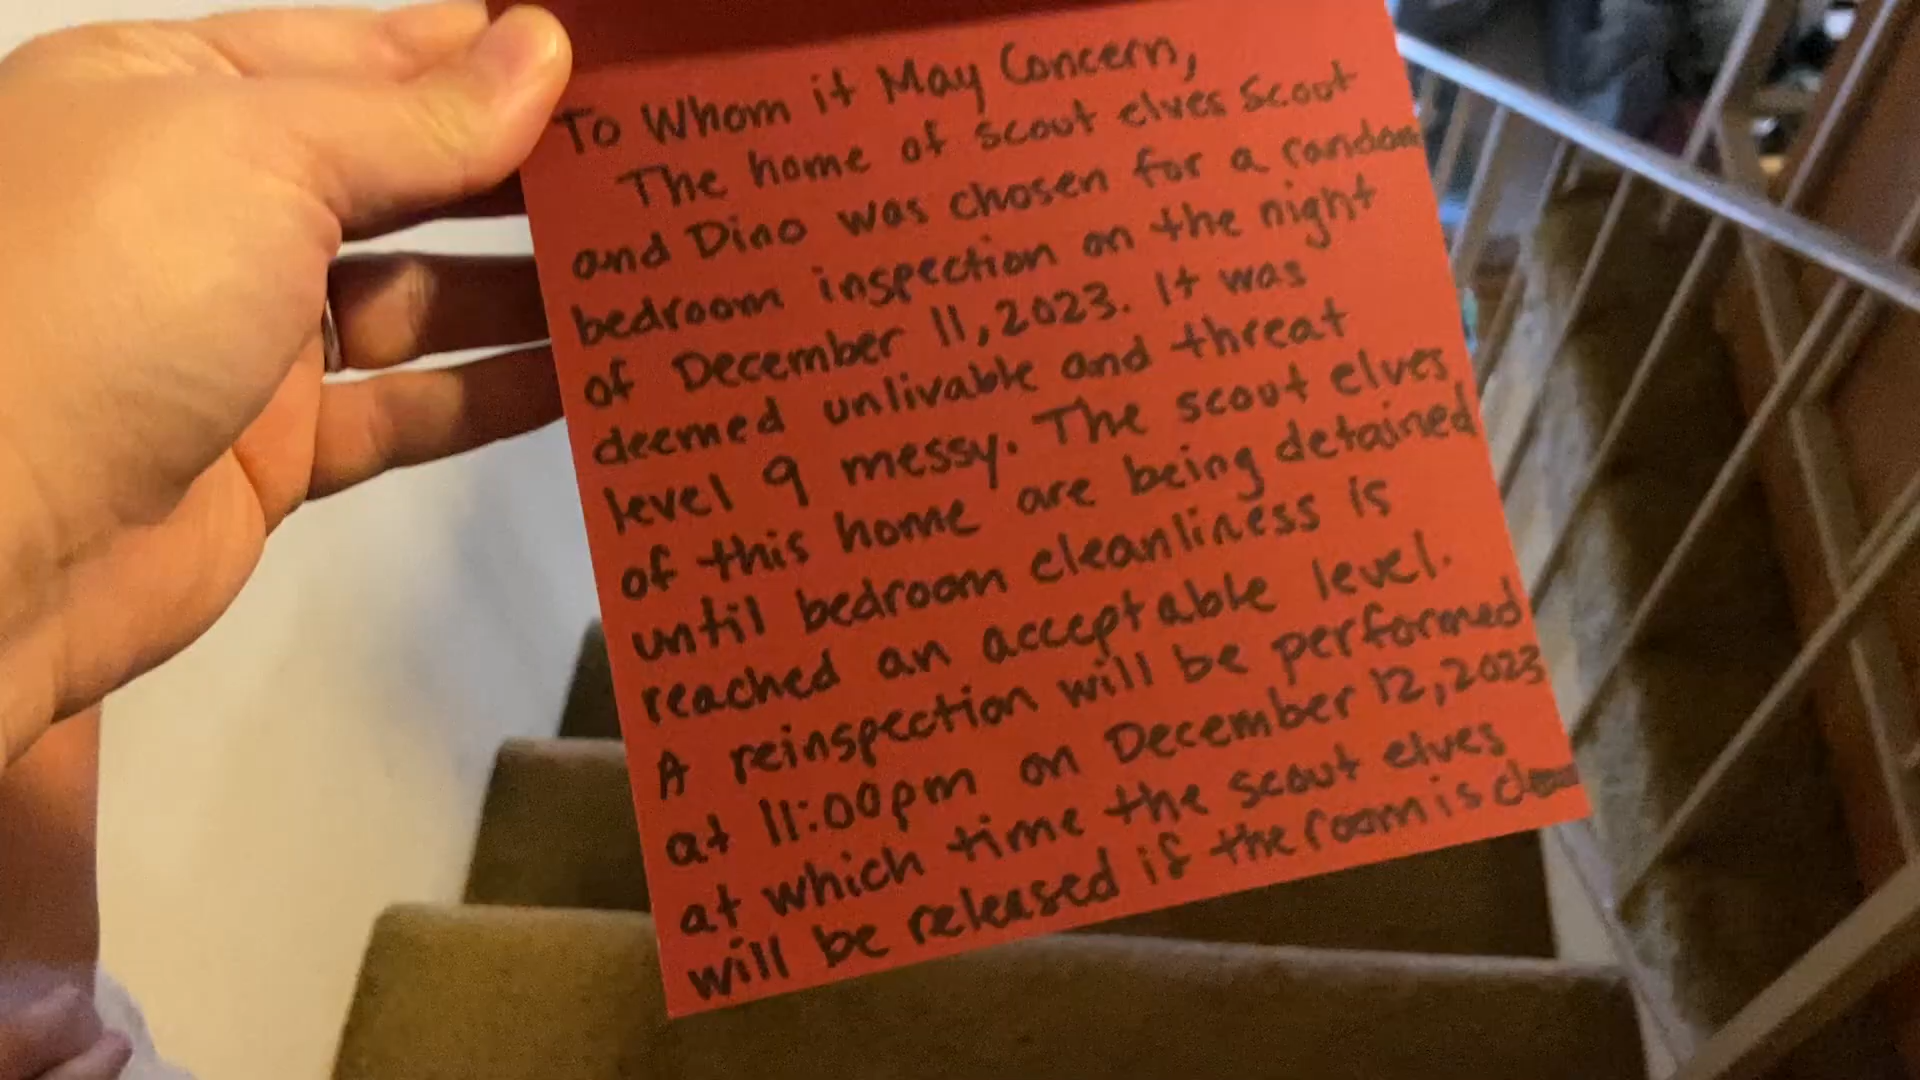 To Whom it May Concern,
The home of scout elves Scout
and Dino was chosen for a random
bedroom inspection on the night
of December 11, 2023. It was
deemed unlivable and threat
level 9 messy. The scout elves
of this home are being detained
until bedroom cleanliness is
reached an acceptable level.
A reinspection will be performed
at 11:00pm on December 12, 2023
at which time the scout elves
will be released if the room is clean